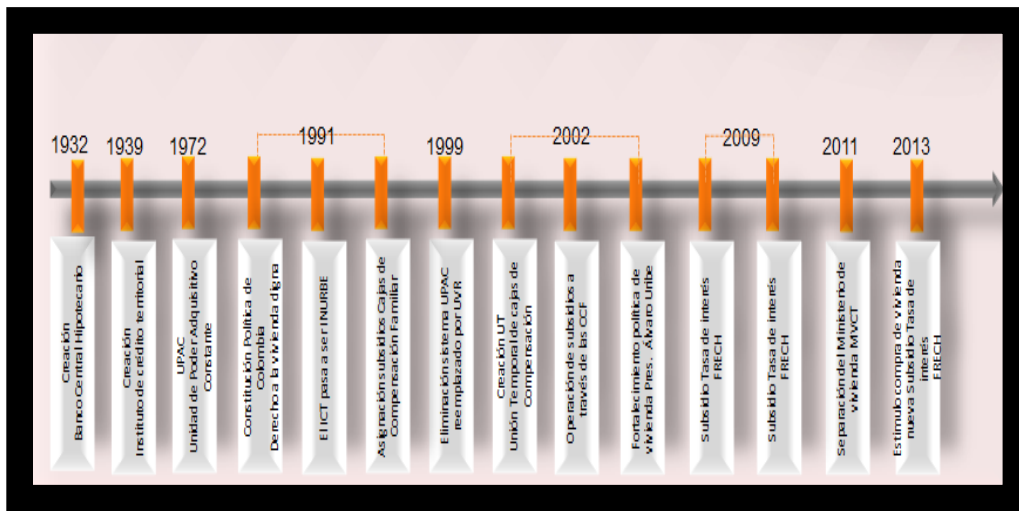 1932
1939
1972
1991
1999
2002
2009
2011
2013
Creación
Banco Central Hipotecario
Creación
Instituto de crédito territorial
UPAC
Unidad de Poder Adquisitivo
Constante
Constitución Política de
Colombia
Derecho a la vivienda digna
El ICT pasa a ser INURBE
Asignación subsidios Cajas de
Compensación Familiar
Eliminación sistema UPAC
reemplazado por UVR
Creación UT
Unión Temporal de cajas de
Compensación
Operación de subsidios a
través de las CCF
Fortalecimiento política de
vivienda Pres. Álvaro Uribe
Subsidio Tasa de interés
FRECH
Subsidio Tasa de interés
FRECH
Separación del Ministerio de
vivienda MVCT
Estimulo compra de vivienda
nueva Subsidio Tasa de
interés
FRECH